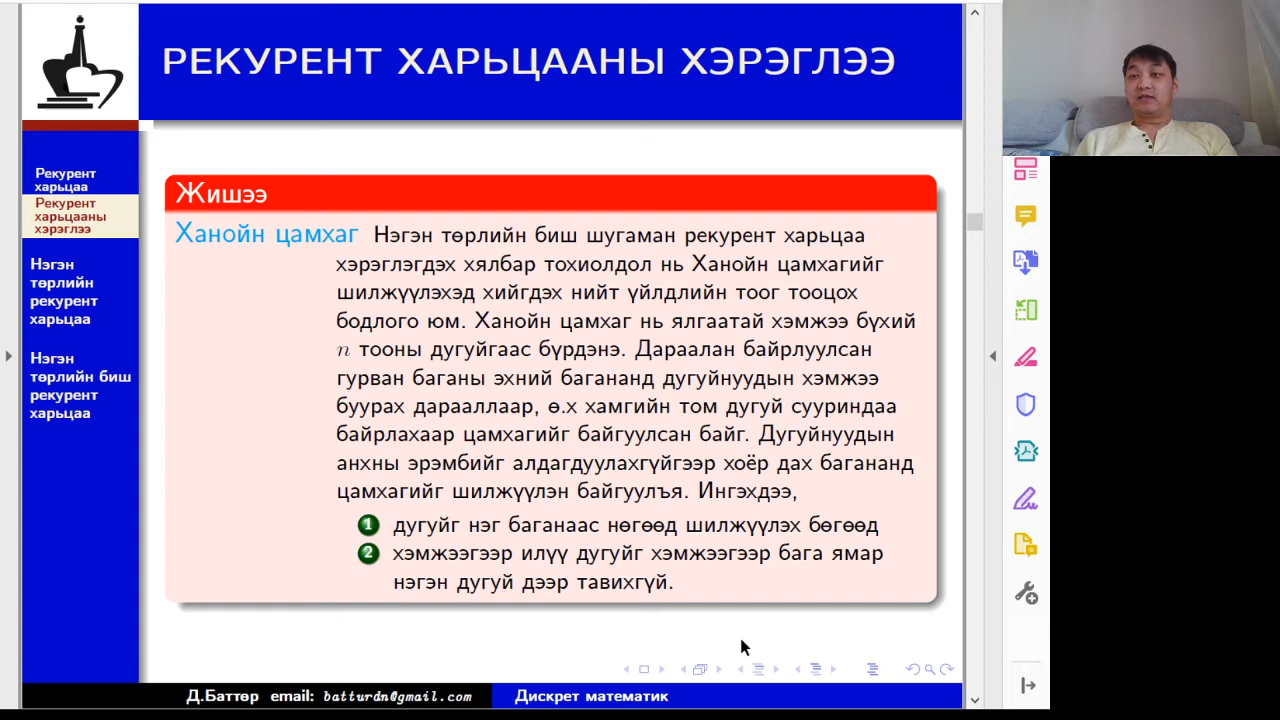 РЕКУРЕНТ ХАРЬЦААНЫ ХЭРЭГЛЭЭ
Рекурент
харьцаа
Рекурент
харьцааны
хэрэглээ
Нэгэн
төрлийн
рекурент
харьцаа
Нэгэн
төрлийн биш
рекурент
харьцаа
Жишээ
Ханойн цамхаг Нэгэн төрлийн биш шугаман рекурент харьцаа
хэрэглэгдэх хялбар тохиолдол нь Ханойн цамхагийг
шилжүүлэхэд хийгдэх нийт үйлдлийн тоог тооцох
бодлого юм. Ханойн цамхаг нь ялгаатай хэмжээ бүхий
n тооны дугуйгаас бүрдэнэ. Дараалан байрлуулсан
гурван баганы эхний багананд дугуйнуудын хэмжээ
буурах дарааллаар, ө.х хамгийн том дугуй сууриндаа
байрлахаар цамхагийг байгуулсан байг. Дугуйнуудын
анхны эрэмбийг алдагдуулахгүйгээр хоёр дах багананд
цамхагийг шилжүүлэн байгуулъя. Ингэхдээ,
1 дугуйг нэг баганаас нөгөөд шилжүүлэх бөгөөд
2 хэмжээгээр илүү дугуйг хэмжээгээр бага ямар
нэгэн дугуй дээр тавихгүй.
Д.Баттөр email: batturdn@gmail.com Дискрет математик